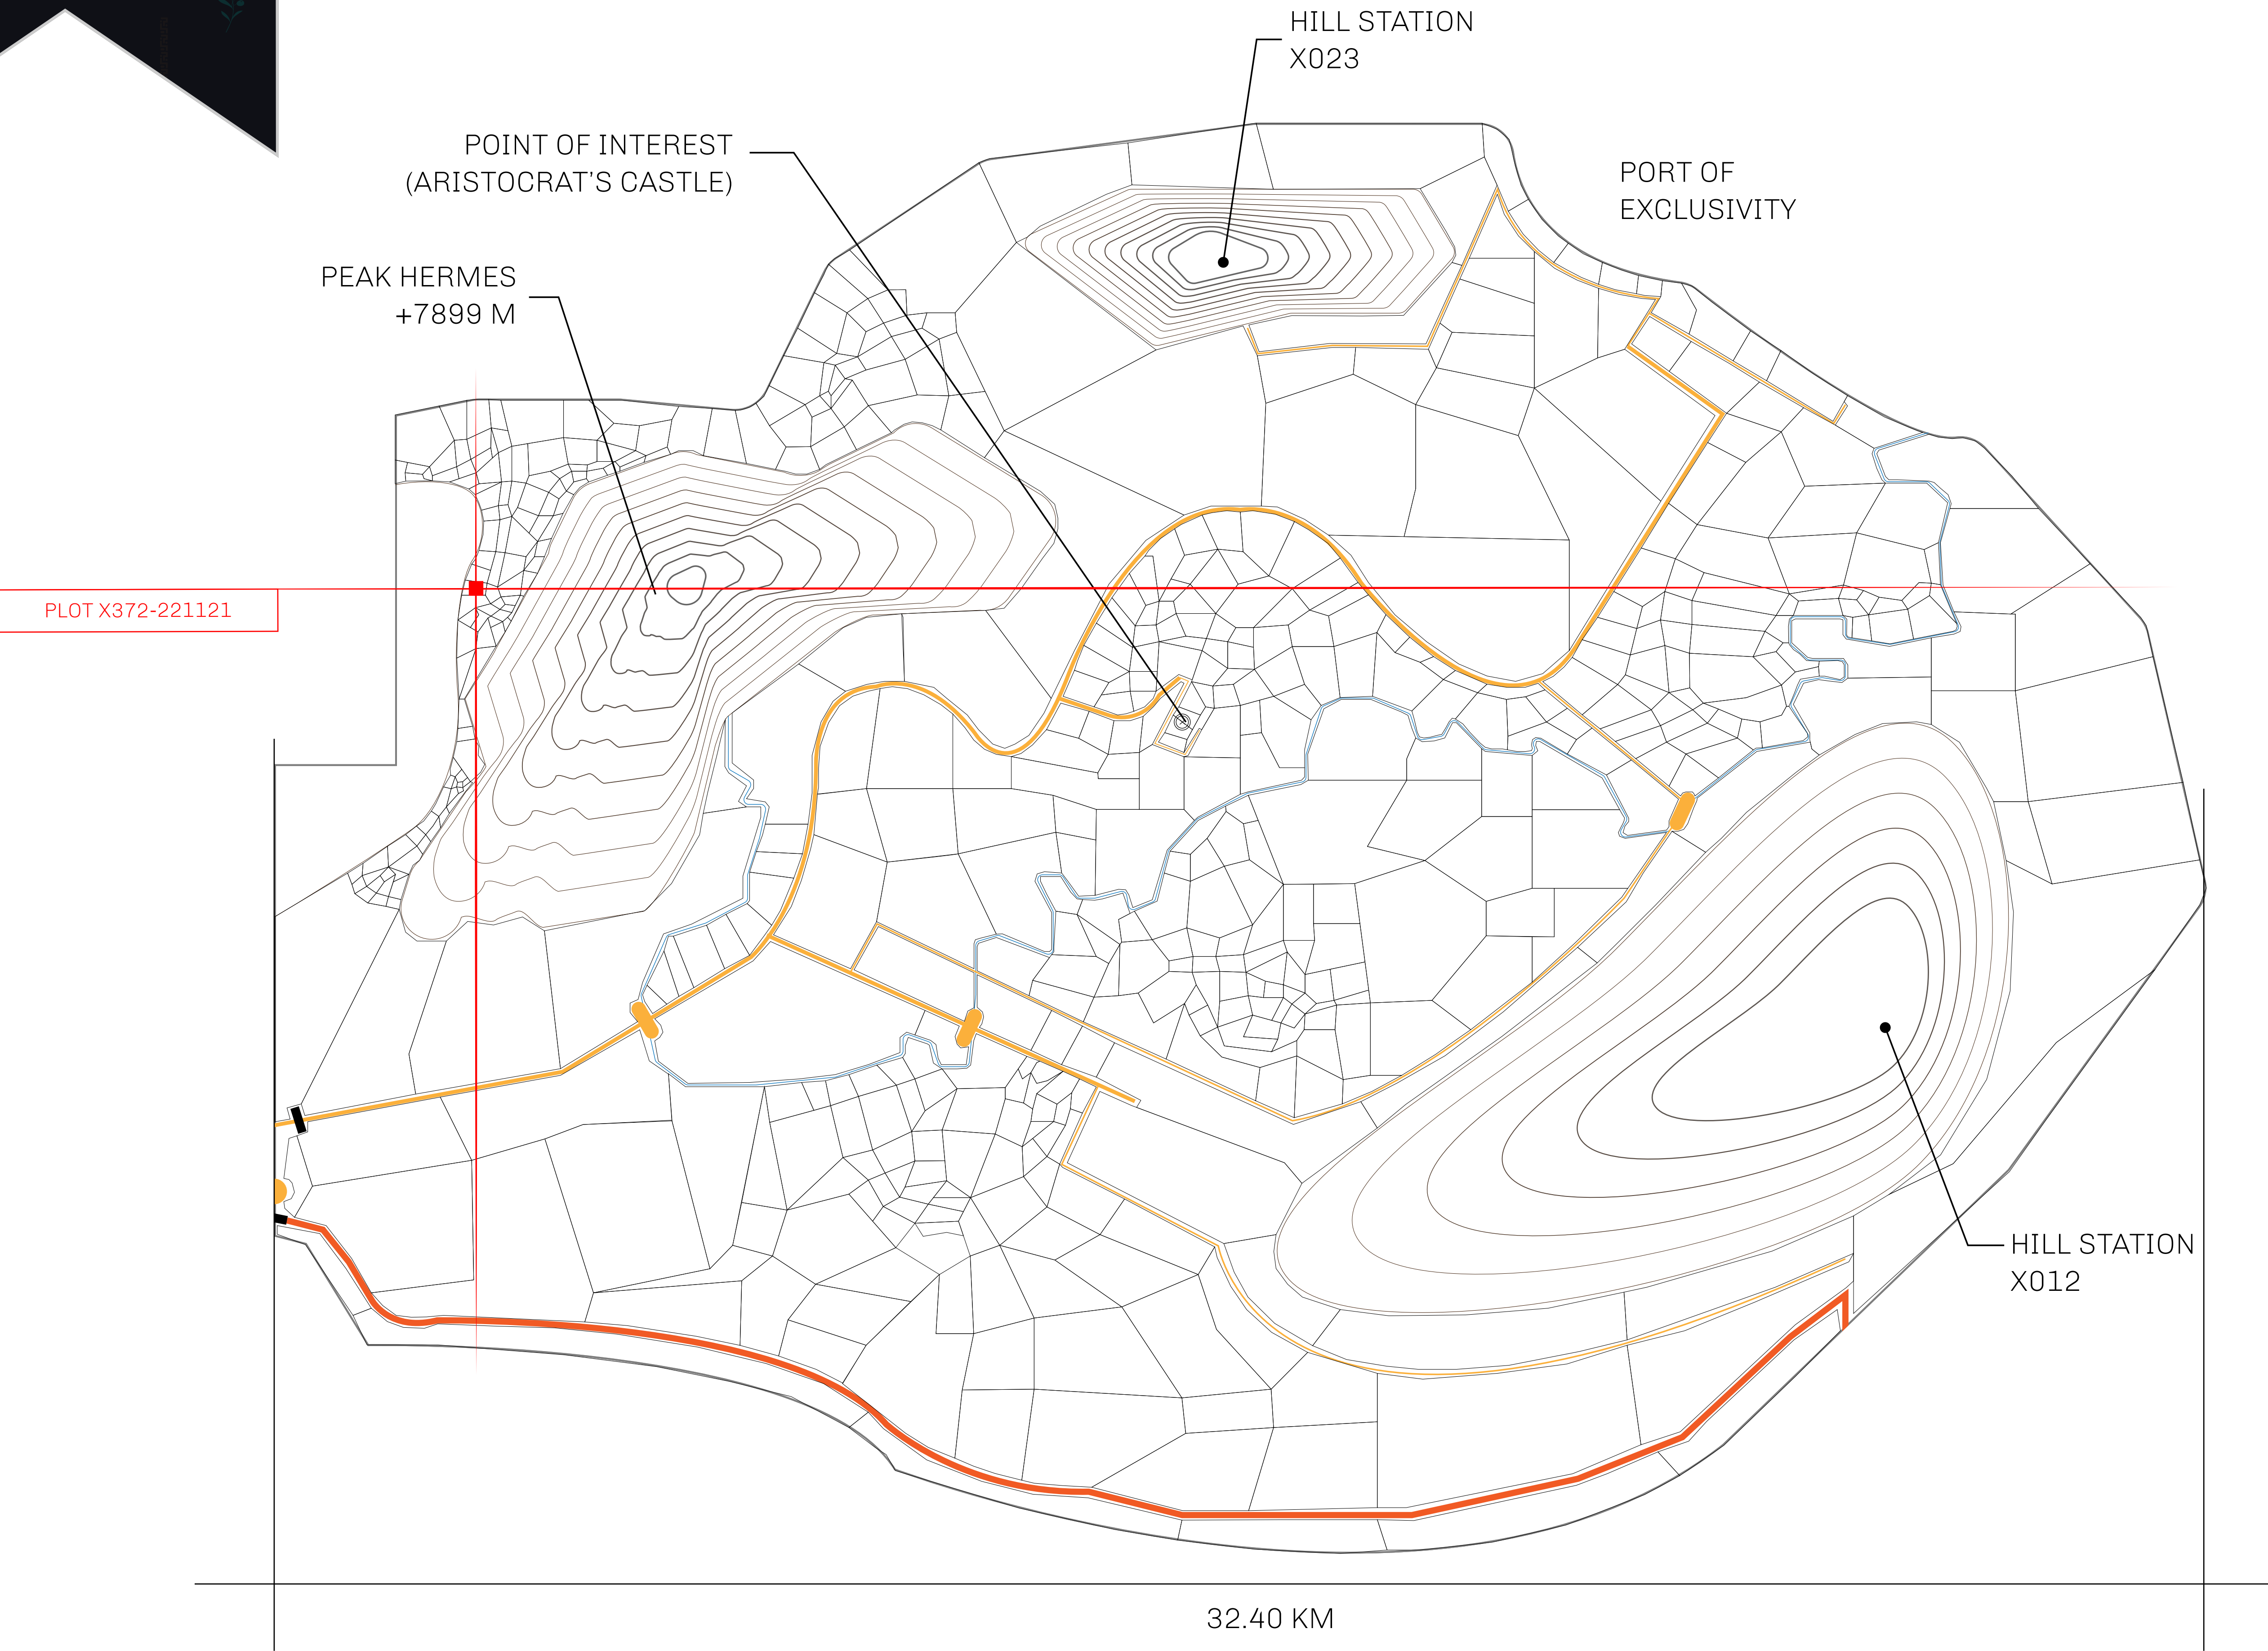 HILL STATION
X023
POINT OF INTEREST
(ARISTOCRAT'S CASTLE)
PORT OF
EXCLUSIVITY
PEAK HERMES
+7899 M
PLOT X372-221121
HILL STATION
X012
32.40 KM